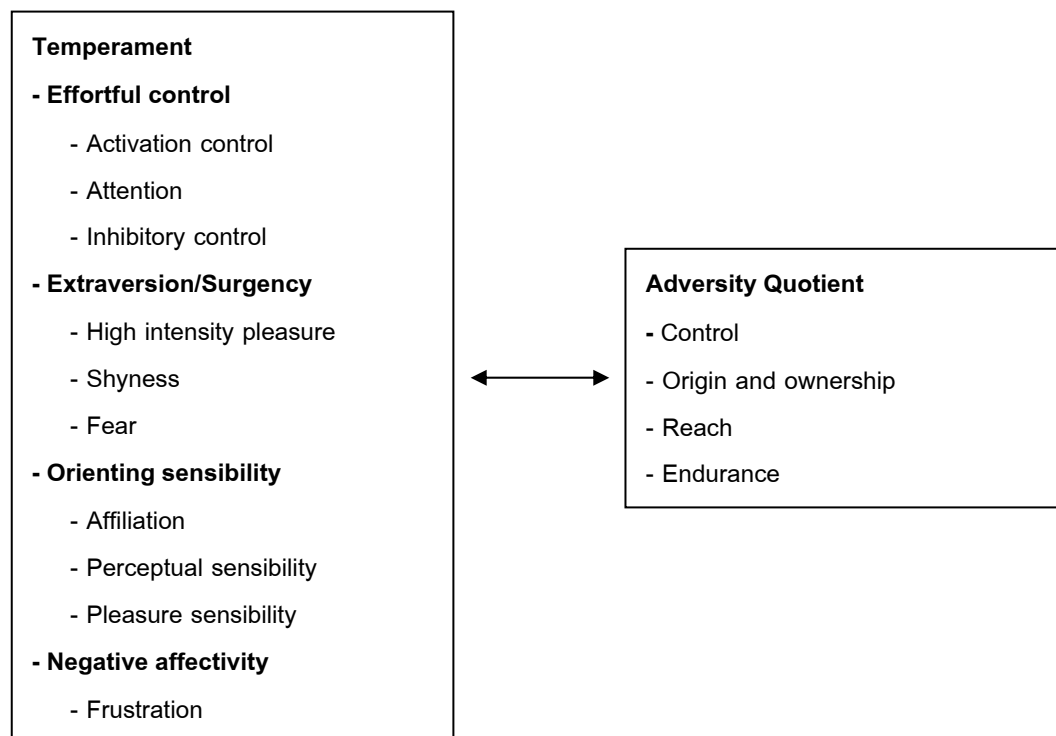 Temperament
- Effortful control
- Activation control
- Attention
- Inhibitory control
- Extraversion/Surgency
- High intensity pleasure
- Shyness
- Fear
- Orienting sensibility
- Affiliation
- Perceptual sensibility
- Pleasure sensibility
- Negative affectivity
- Frustration
Adversity Quotient
- Control
- Origin and ownership
- Reach
- Endurance